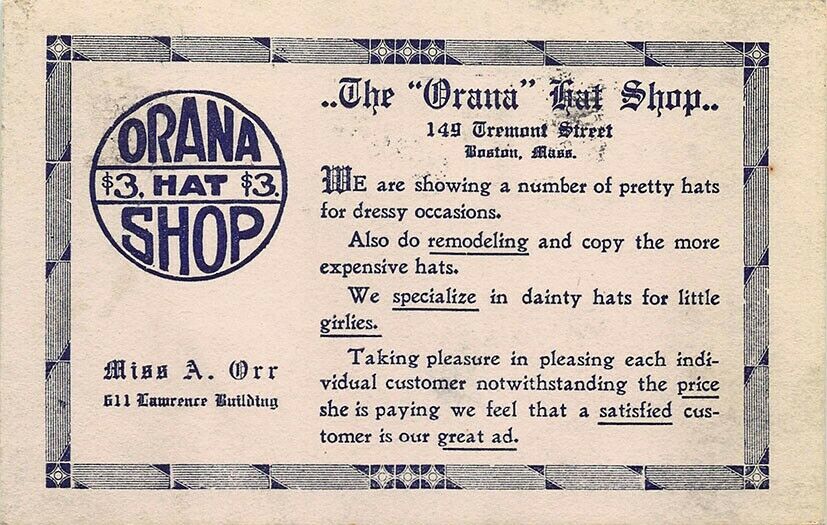 ORANA
$3. HAT $3.
SHOP
Miss A. Orr
611 Lawrence Building
..The "Orana" Hat Shop..
149 Tremont Street
Boston, Mass.
WE are showing a number of pretty hats
for dressy occasions.
Also do remodeling and copy the more
expensive hats.
We specialize in dainty hats for little
girlies.
Taking pleasure in pleasing each indi-
vidual customer notwithstanding the price
she is paying we feel that a satisfied cus-
tomer is our great ad.